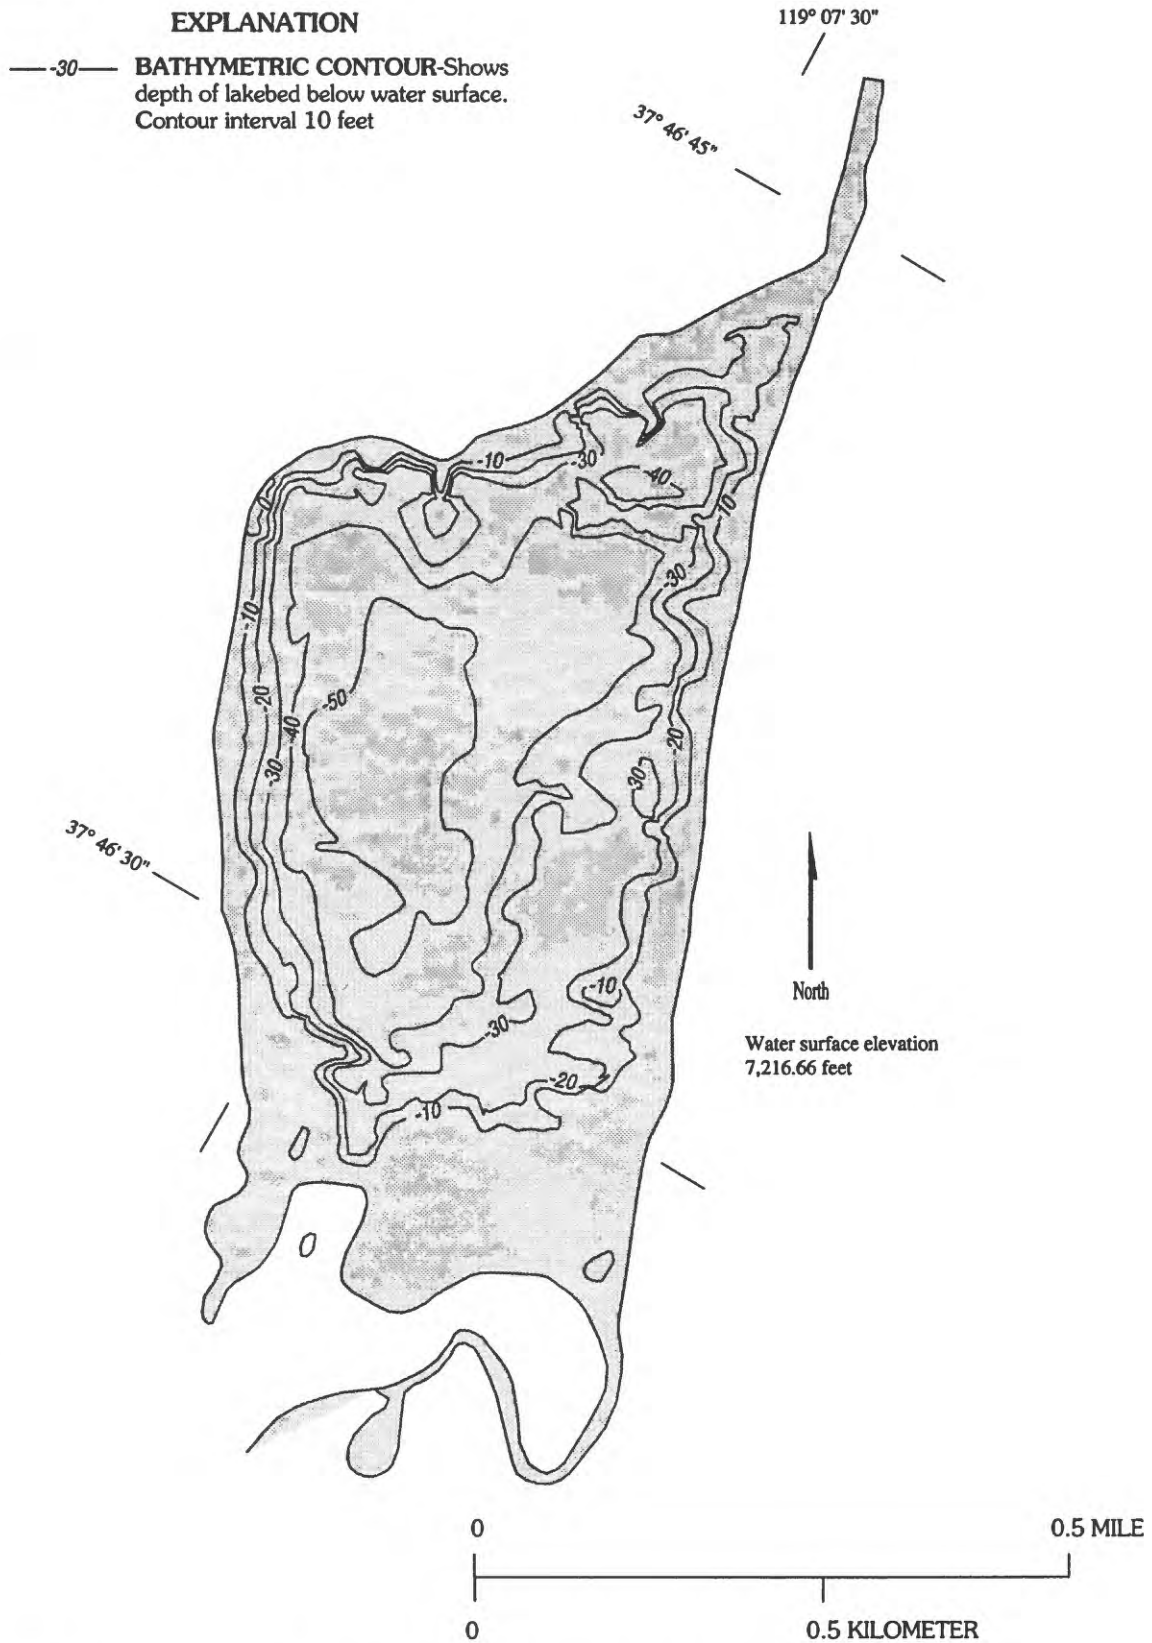 EXPLANATION
-30 BATHYMETRIC CONTOUR-Shows
depth of lakebed below water surface.
Contour interval 10 feet
119° 07' 30"
37° 46' 45"
-10
-30
-40
-10
-10
-30
-20
-50
-40
-20
-30
30
37° 46' 30"
-10
-30
-20
-10
North
Water surface elevation
7,216.66 feet
0
0.5 MILE
0
0.5 KILOMETER